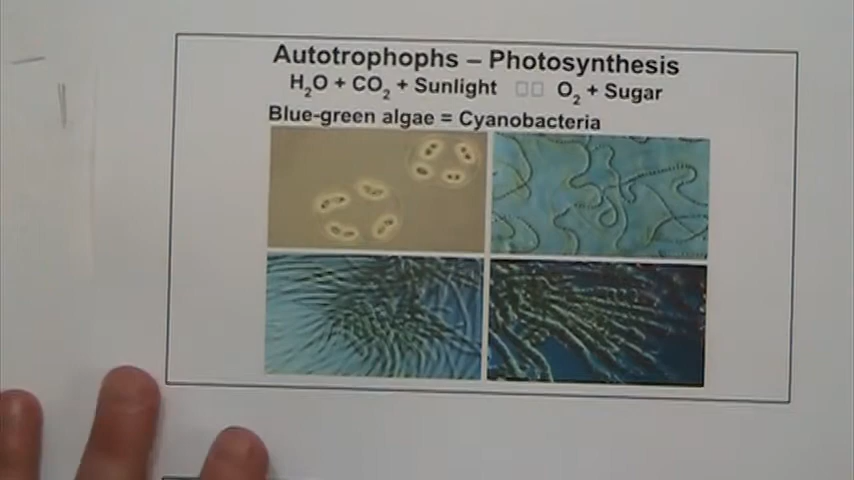 Autotrophophs – Photosynthesis
H₂O + CO₂ + Sunlight □□ O₂ + Sugar
Blue-green algae = Cyanobacteria